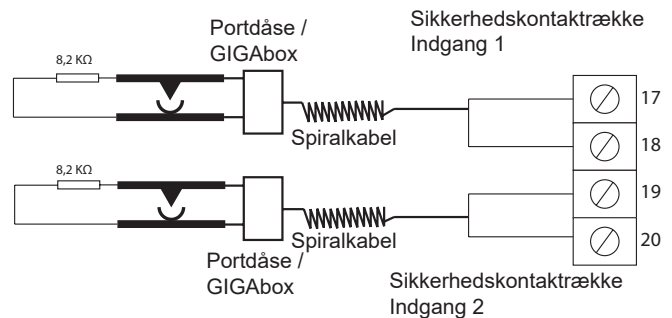 Portdåse /
GIGAbox
Sikkerhedskontaktrække
Indgang 1
8,2 KΩ
17
Spiralkabel
18
8,2 KΩ
19
Spiralkabel
20
Portdåse /
GIGAbox
Sikkerhedskontaktrække
Indgang 2